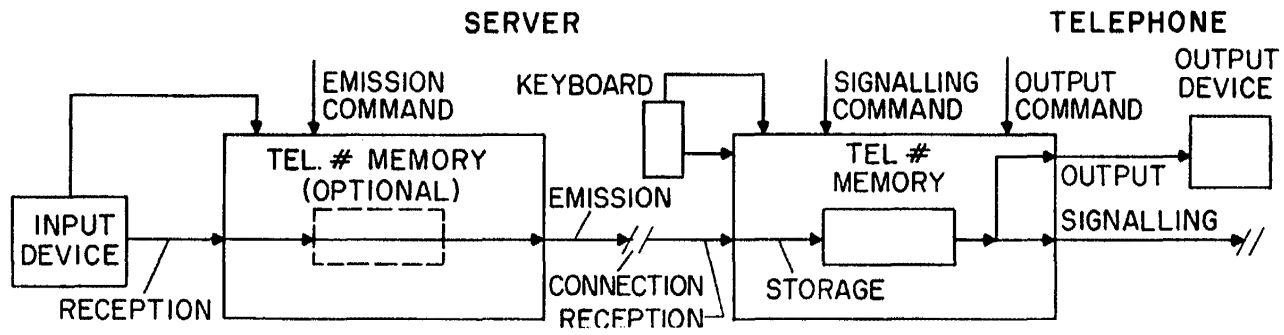 SERVER
TELEPHONE
EMISSION
COMMAND
KEYBOARD
SIGNALLING
COMMAND
OUTPUT
COMMAND
OUTPUT
DEVICE
TEL. # MEMORY
(OPTIONAL)
TEL #
MEMORY
INPUT
DEVICE
EMISSION
OUTPUT
SIGNALLING
RECEPTION
CONNECTION
RECEPTION
STORAGE